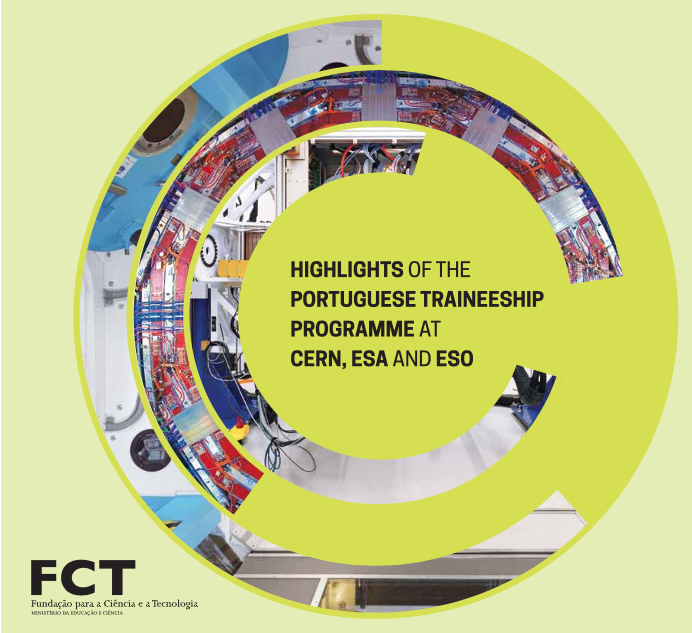 HIGHLIGHTS OF THE
PORTUGUESE TRAINEESHIP
PROGRAMME AT
CERN, ESA AND ESO
FCT
Fundação para a Ciência e a Tecnologia
MINISTÉRIO DA EDUCAÇÃO E CIÊNCIA